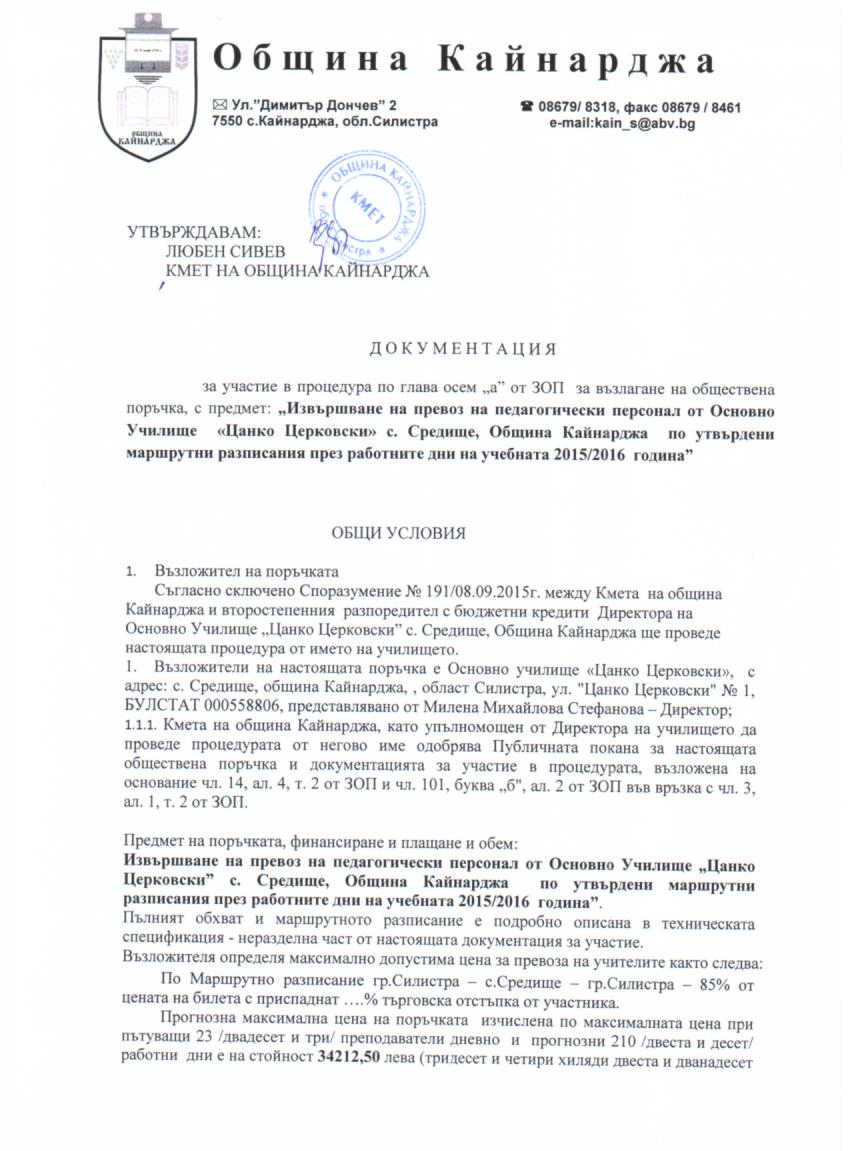 Община Кайнарджа
✉ Ул."Димитър Дончев" 2
☎ 08679/ 8318, факс 08679 / 8461
7550 с.Кайнарджа, обл.Силистра
e-mail:kain_s@abv.bg
ОБЩИНА
КАЙНАРДЖА
ОБЩИНА КАЙНАРДЖА
КМЕТ
УТВЪРЖДАВАМ:
ЛЮБЕН СИВЕВ
КМЕТ НА ОБЩИНА КАЙНАРДЖА
ДОКУМЕНТАЦИЯ
за участие в процедура по глава осем „а” от ЗОП за възлагане на обществена
поръчка, с предмет: „Извършване на превоз на педагогически персонал от Основно
Училище «Цанко Церковски» с. Средище, Община Кайнарджа по утвърдени
маршрутни разписания през работните дни на учебната 2015/2016 година”
ОБЩИ УСЛОВИЯ
1. Възложител на поръчката
Съгласно сключено Споразумение № 191/08.09.2015г. между Кмета на община
Кайнарджа и второстепенния разпоредител с бюджетни кредити Директора на
Основно Училище „Цанко Церковски” с. Средище, Община Кайнарджа ще проведе
настоящата процедура от името на училището.
1. Възложители на настоящата поръчка е Основно училище «Цанко Церковски», с
адрес: с. Средище, община Кайнарджа, , област Силистра, ул. "Цанко Церковски" № 1,
БУЛСТАТ 000558806, представлявано от Милена Михайлова Стефанова – Директор;
1.1.1. Кмета на община Кайнарджа, като упълномощен от Директора на училището да
проведе процедурата от негово име одобрява Публичната покана за настоящата
обществена поръчка и документацията за участие в процедурата, възложена на
основание чл. 14, ал. 4, т. 2 от ЗОП и чл. 101, буква „б", ал. 2 от ЗОП във връзка с чл. 3,
ал. 1, т. 2 от ЗОП.
Предмет на поръчката, финансиране и плащане и обем:
Извършване на превоз на педагогически персонал от Основно Училище „Цанко
Церковски” с. Средище, Община Кайнарджа по утвърдени маршрутни
разписания през работните дни на учебната 2015/2016 година”.
Пълният обхват и маршрутното разписание е подробно описана в техническата
спецификация - неразделна част от настоящата документация за участие.
Възложителя определя максимално допустима цена за превоза на учителите както следва:
По Маршрутно разписание гр.Силистра – с.Средище – гр.Силистра – 85% от
цената на билета с приспаднат ….% търговска отстъпка от участника.
Прогнозна максимална цена на поръчката изчислена по максималната цена при
пътуващи 23 /двадесет и три/ преподаватели дневно и прогнозни 210 /двеста и десет/
работни дни е на стойност 34212,50 лева (тридесет и четири хиляди двеста и дванадесет